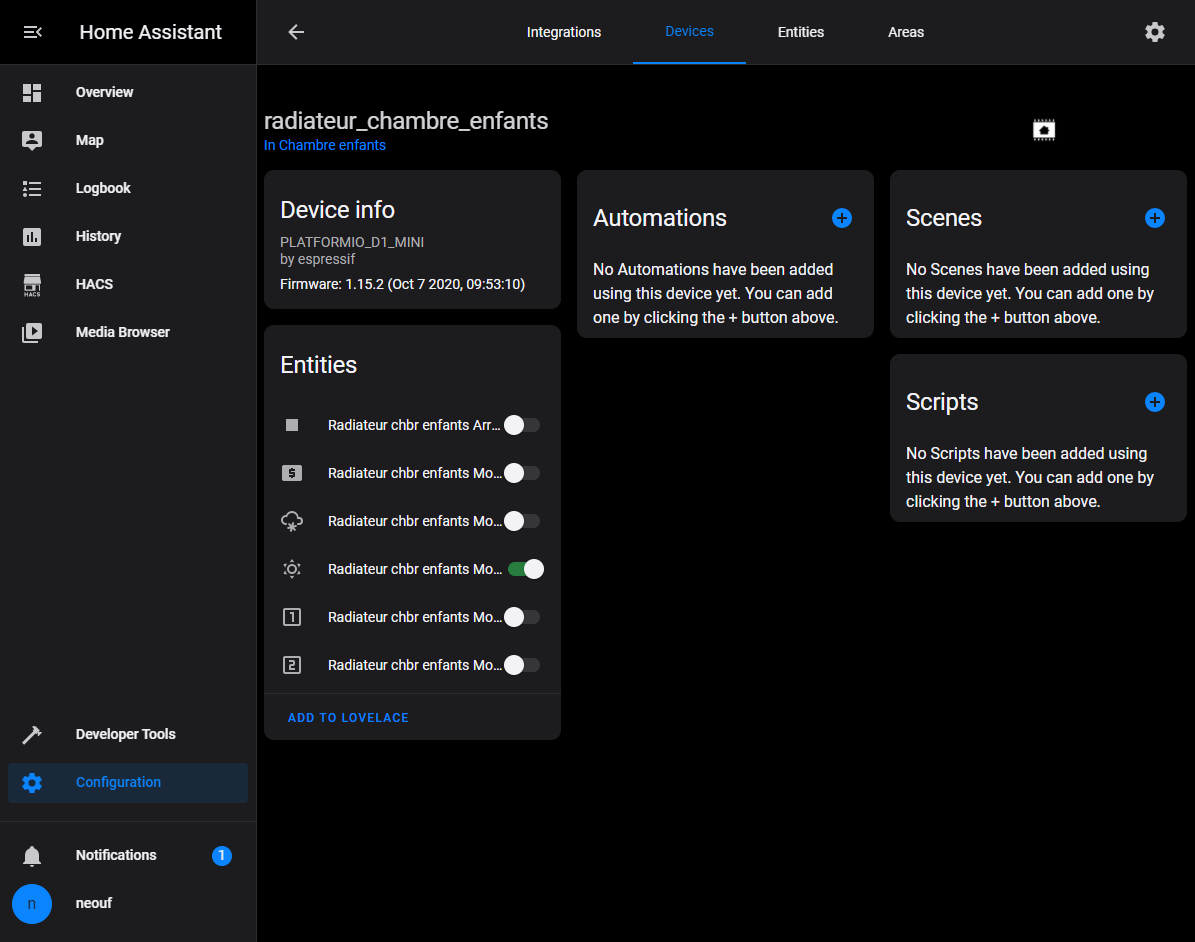 Home Assistant
Integrations
Devices
Entities
Areas
Overview
Map
Logbook
History
HACS
HACS
Media Browser
Developer Tools
Configuration
Notifications
1
n
neouf
radiateur_chambre_enfants
In Chambre enfants
Device info
PLATFORMIO_D1_MINI
by espressif
Firmware: 1.15.2 (Oct 7 2020, 09:53:10)
Entities
Radiateur chbr enfants Arr...
$
Radiateur chbr enfants Mo...
Radiateur chbr enfants Mo...
Radiateur chbr enfants Mo...
1
Radiateur chbr enfants Mo...
2
Radiateur chbr enfants Mo...
ADD TO LOVELACE
Automations
No Automations have been added
using this device yet. You can add
one by clicking the + button above.
Scenes
No Scenes have been added using
this device yet. You can add one by
clicking the + button above.
Scripts
No Scripts have been added using
this device yet. You can add one by
clicking the + button above.